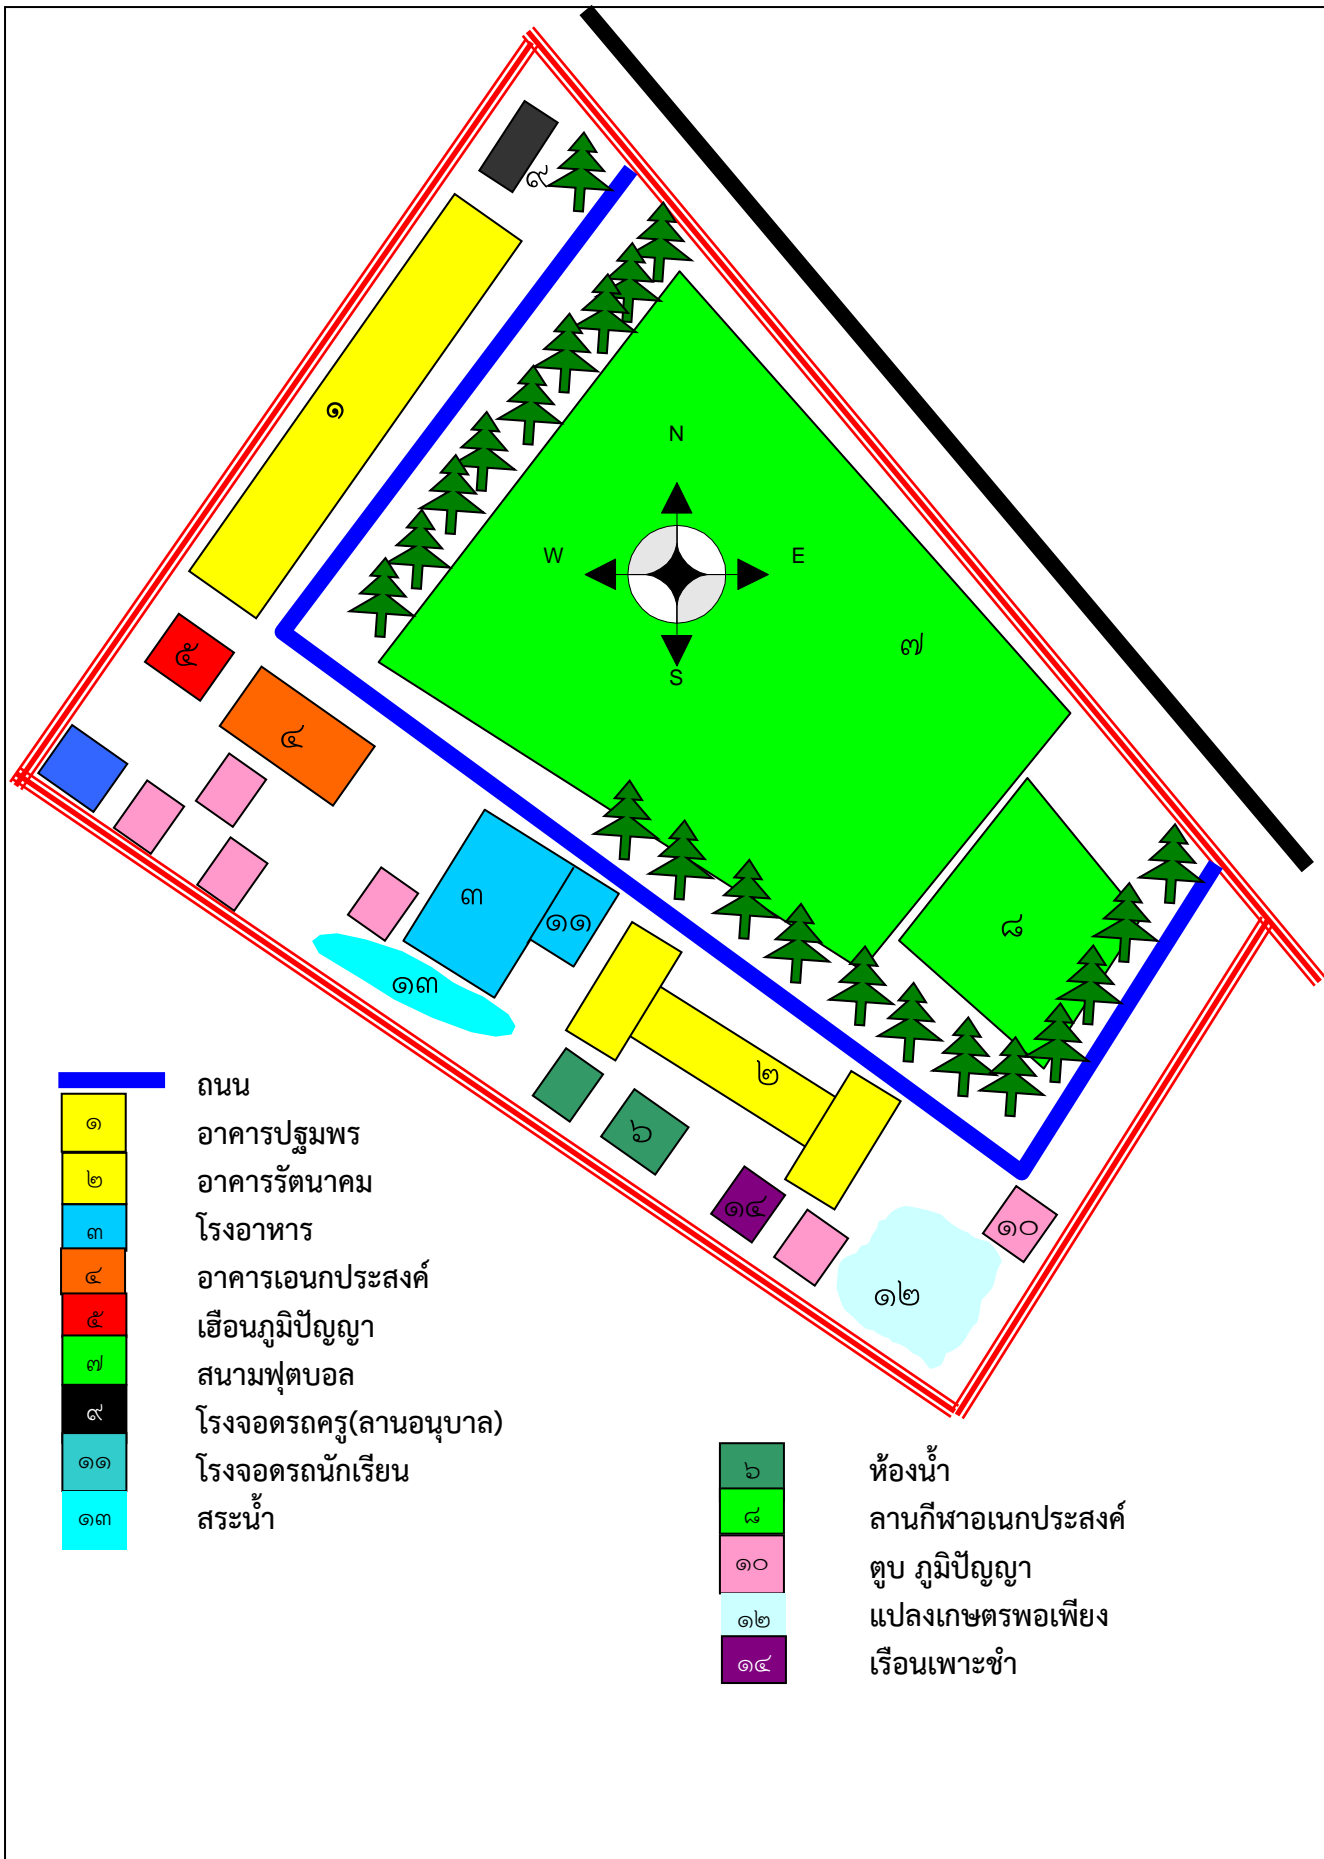 ๙
๑
N
W
E
๗
S
๕
๔
๓
๑๑
๘
๑๓
๒
๖
๑๔
๑๐
๑๒
ถนน
๑ อาคารปฐมพร
๒ อาคารรัตนาคม
๓ โรงอาหาร
๔ อาคารเอนกประสงค์
๕ เฮือนภูมิปัญญา
๗ สนามฟุตบอล
๙ โรงจอดรถครู(ลานอนุบาล)
๑๑ โรงจอดรถนักเรียน
๑๓ สระน้ำ
๖ ห้องน้ำ
๘ ลานกีฬาอเนกประสงค์
๑๐ ตูบ ภูมิปัญญา
๑๒ แปลงเกษตรพอเพียง
๑๔ เรือนเพาะชำ